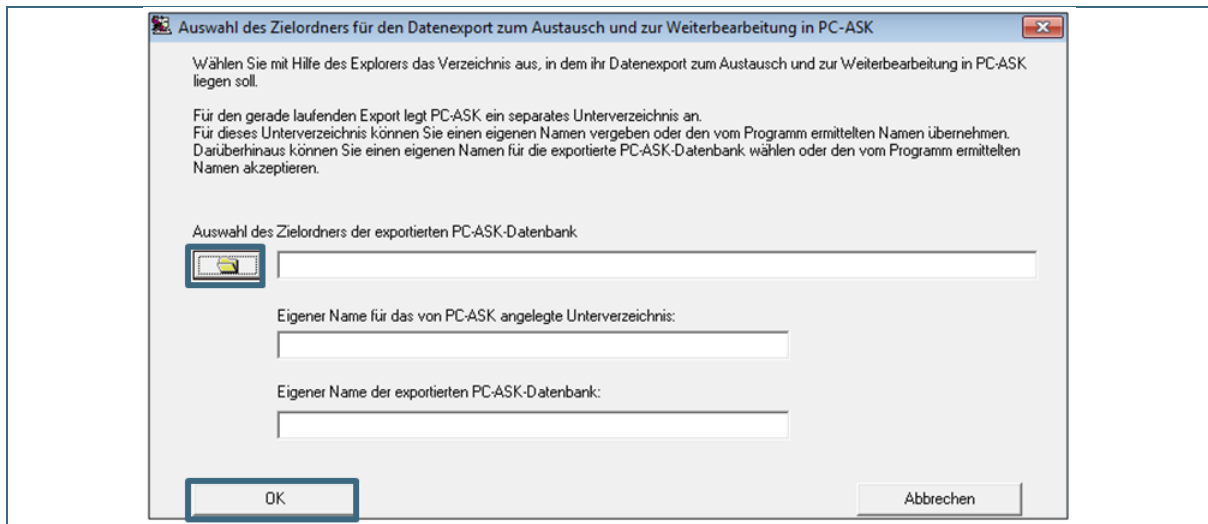 Auswahl des Zielordners für den Datenexport zum Austausch und zur Weiterbearbeitung in PC-ASK
Wählen Sie mit Hilfe des Explorers das Verzeichnis aus, in dem ihr Datenexport zum Austausch und zur Weiterbearbeitung in PC-ASK
liegen soll.
Für den gerade laufenden Export legt PC-ASK ein separates Unterverzeichnis an.
Für dieses Unterverzeichnis können Sie einen eigenen Namen vergeben oder den vom Programm ermittelten Namen übernehmen.
Darüberhinaus können Sie einen eigenen Namen für die exportierte PC-ASK-Datenbank wählen oder den vom Programm ermittelten
Namen akzeptieren.
Auswahl des Zielordners der exportierten PC-ASK-Datenbank
Eigener Name für das von PC-ASK angelegte Unterverzeichnis:
Eigener Name der exportierten PC-ASK-Datenbank:
OK
Abbrechen